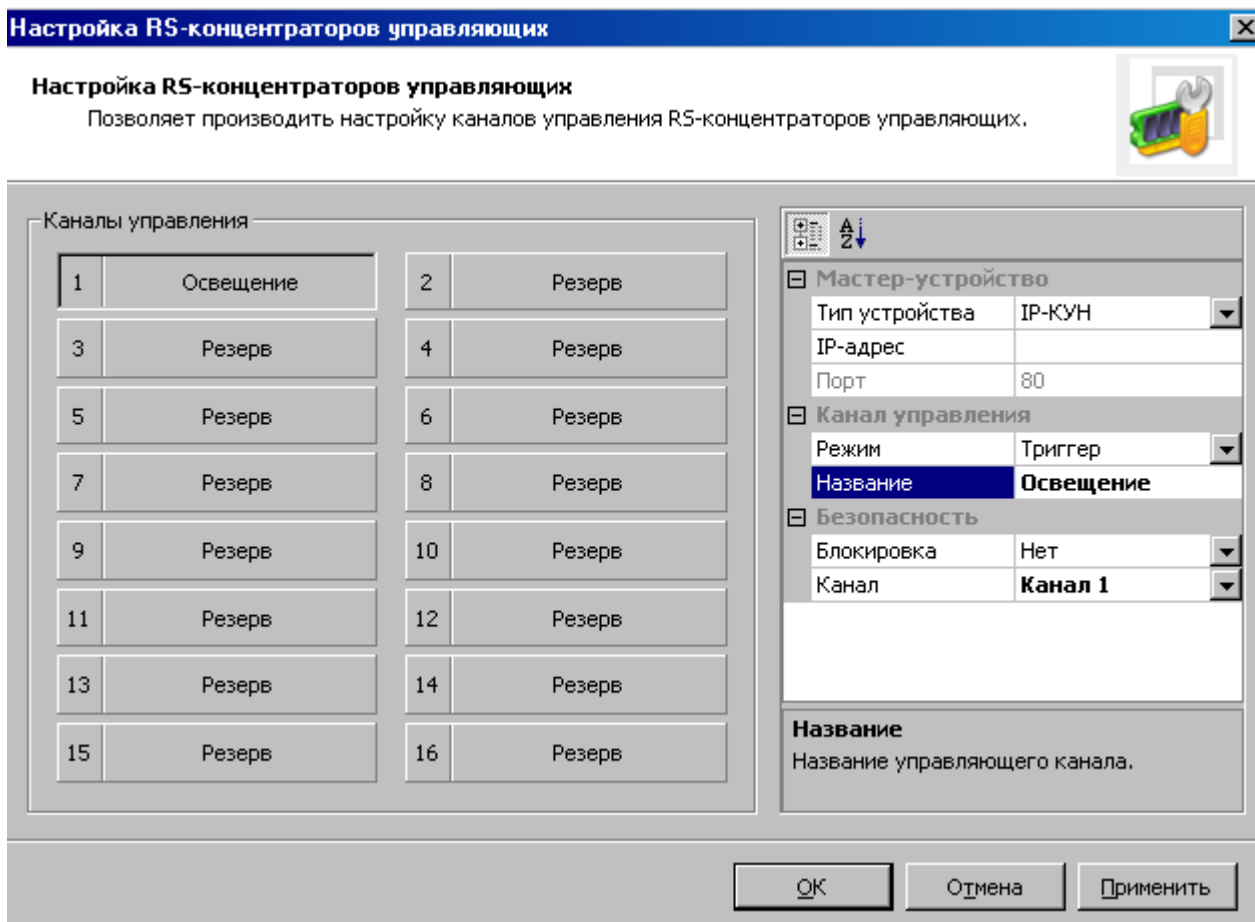 Настройка RS-концентраторов управляющих
Настройка RS-концентраторов управляющих
Позволяет производить настройку каналов управления RS-концентраторов управляющих.
Каналы управления
1 Освещение 2 Резерв
3 Резерв 4 Резерв
5 Резерв 6 Резерв
7 Резерв 8 Резерв
9 Резерв 10 Резерв
11 Резерв 12 Резерв
13 Резерв 14 Резерв
15 Резерв 16 Резерв
A
Z
Мастер-устройство
Тип устройства IP-КУН
IP-адрес
Порт 80
Канал управления
Режим Триггер
Название Освещение
Безопасность
Блокировка Нет
Канал Канал 1
Название
Название управляющего канала.
OK Отмена Применить